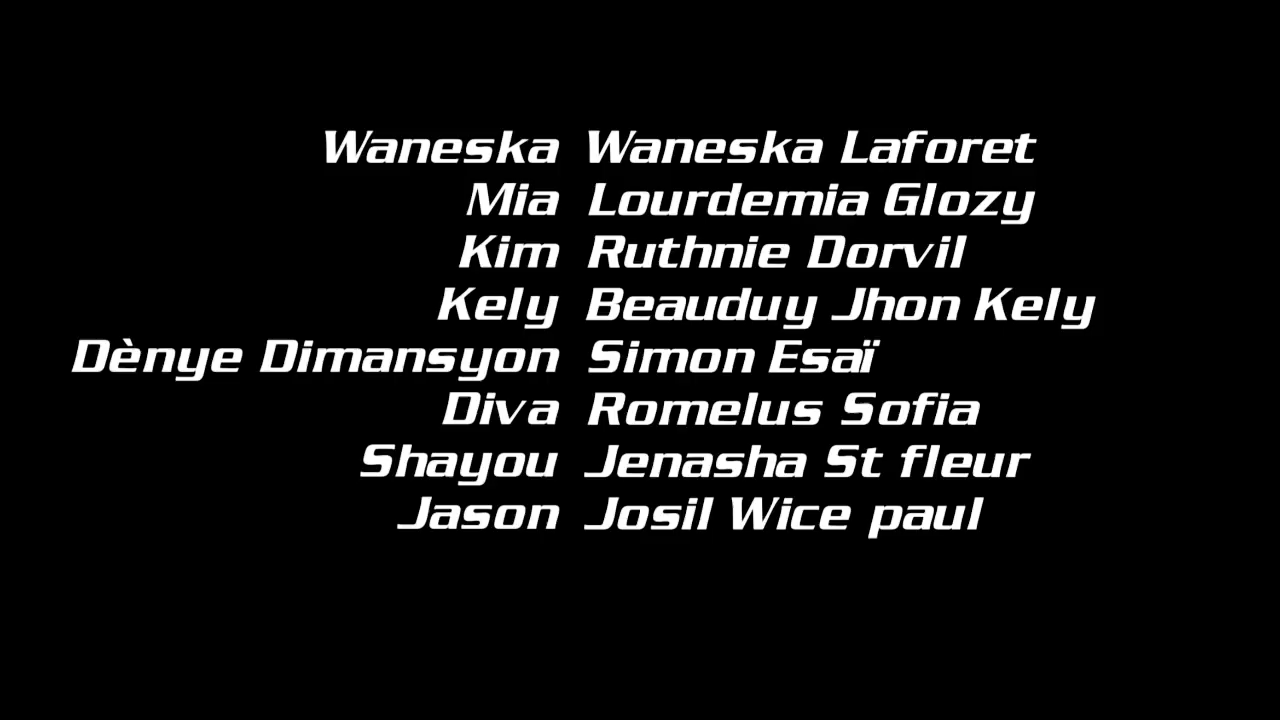 Waneska Waneska Laforet
Mia Lourdemia Glozy
Kim Ruthnie Dorvil
Kely Beauduy Jhon Kely
Dènye Dimansyon Simon Esaï
Diva Romelus Sofia
Shayou Jenasha St fleur
Jason Josil Wice paul